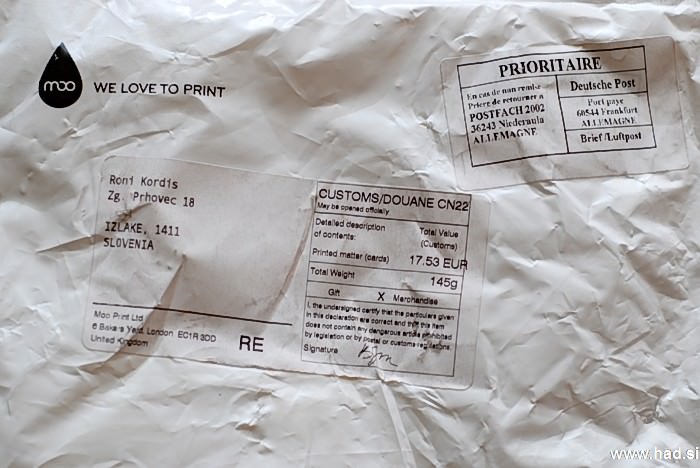 moo
WE LOVE TO PRINT
PRIORITAIRE
En cas de non remise
Priere de retourner a
POSTFACH 2002
36243 Niederaula
ALLEMAGNE
Deutsche Post
Port paye
60544 Frankfurt
ALLEMAGNE
Brief/Luftpost
Roni Kordis
Zg. Prhovec 18
IZLAKE, 1411
SLOVENIA
Moo Print Ltd
6 Bakers Yard, London EC1R 3DD
United Kingdom
RE
CUSTOMS/DOUANE CN22
May be opened officially
Detailed description
of contents:
Total Value
(Customs)
Printed matter (cards) 17.53 EUR
Total Weight 145g
Gift X Merchandise
I, the undersigned certify that the particulars given
in this declaration are correct and that this item
does not contain any dangerous article prohibited
by legislation or by postal or customs regulations.
Signature
www.had.si